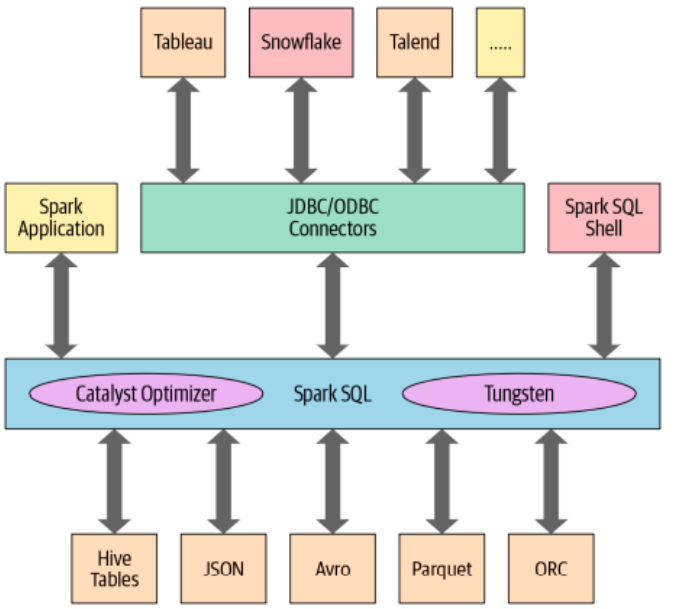 Tableau
Snowflake
Talend
.....
Spark
Application
JDBC/ODBC
Connectors
Spark SQL
Shell
Catalyst Optimizer
Spark SQL
Tungsten
Hive
Tables
JSON
Avro
Parquet
ORC